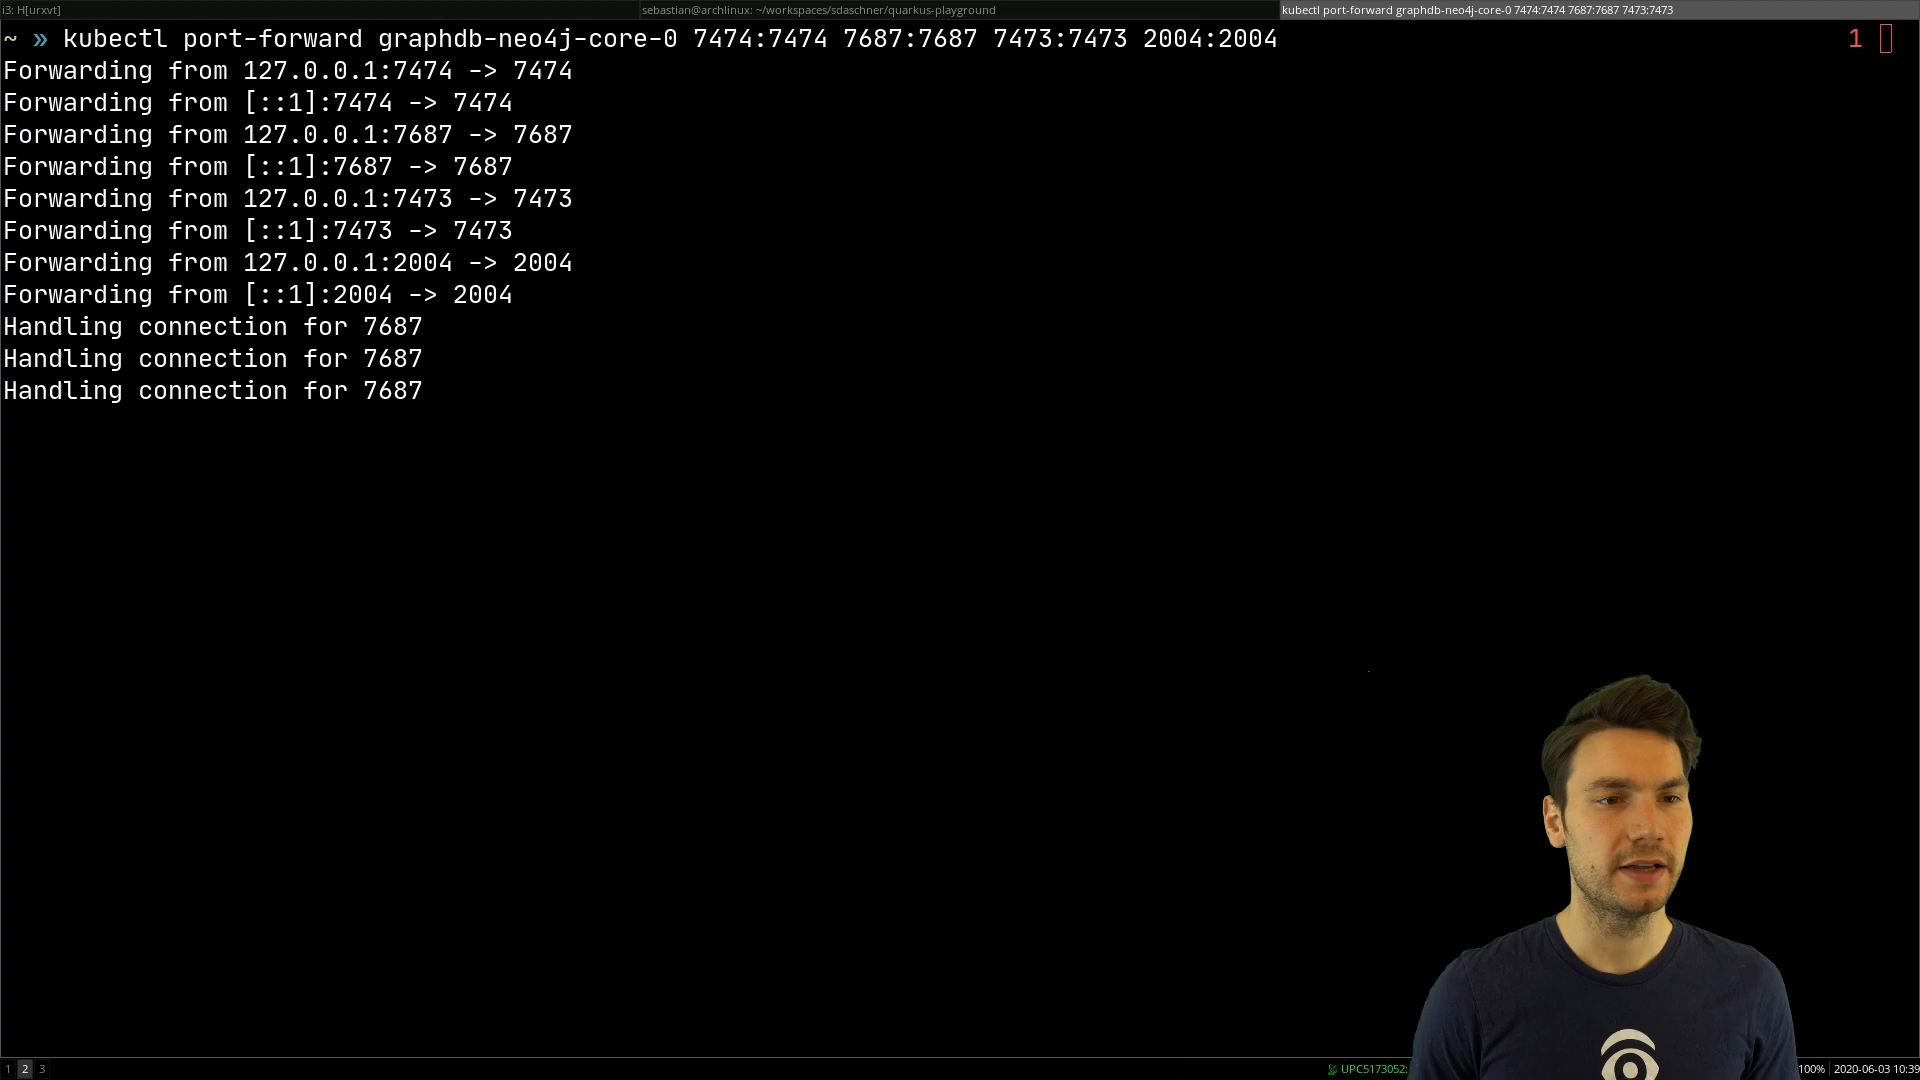 i3: H[urxvt]
sebastian@archlinux: ~/workspaces/sdaschner/quarkus-playground
kubectl port-forward graphdb-neo4j-core-0 7474:7474 7687:7687 7473:7473
~ » kubectl port-forward graphdb-neo4j-core-0 7474:7474 7687:7687 7473:7473 2004:2004 1
Forwarding from 127.0.0.1:7474 -> 7474
Forwarding from [::1]:7474 -> 7474
Forwarding from 127.0.0.1:7687 -> 7687
Forwarding from [::1]:7687 -> 7687
Forwarding from 127.0.0.1:7473 -> 7473
Forwarding from [::1]:7473 -> 7473
Forwarding from 127.0.0.1:2004 -> 2004
Forwarding from [::1]:2004 -> 2004
Handling connection for 7687
Handling connection for 7687
Handling connection for 7687
1 2 3
UPC5173052: 100% 2020-06-03 10:39